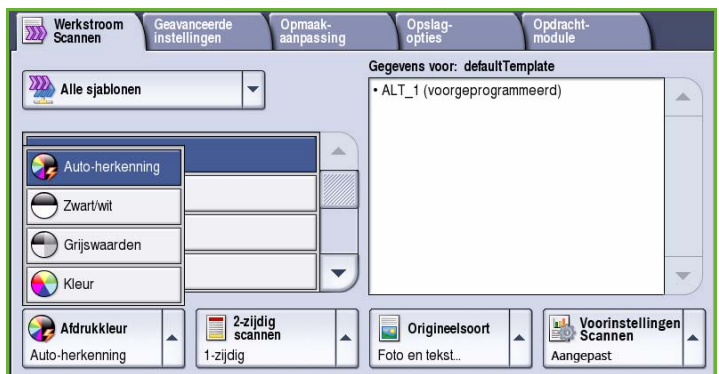 Werkstroom
Scannen
Geavanceerde
instellingen
Opmaak-
aanpassing
Opslag-
opties
Opdracht-
module
Alle sjablonen
Gegevens voor: defaultTemplate
• ALT_1 (voorgeprogrammeerd)
Auto-herkenning
Zwart/wit
Grijswaarden
Kleur
Afdrukkleur
Auto-herkenning
2-zijdig
scannen
1-zijdig
Origineelsoort
Foto en tekst...
Voorinstellingen
Scannen
Aangepast